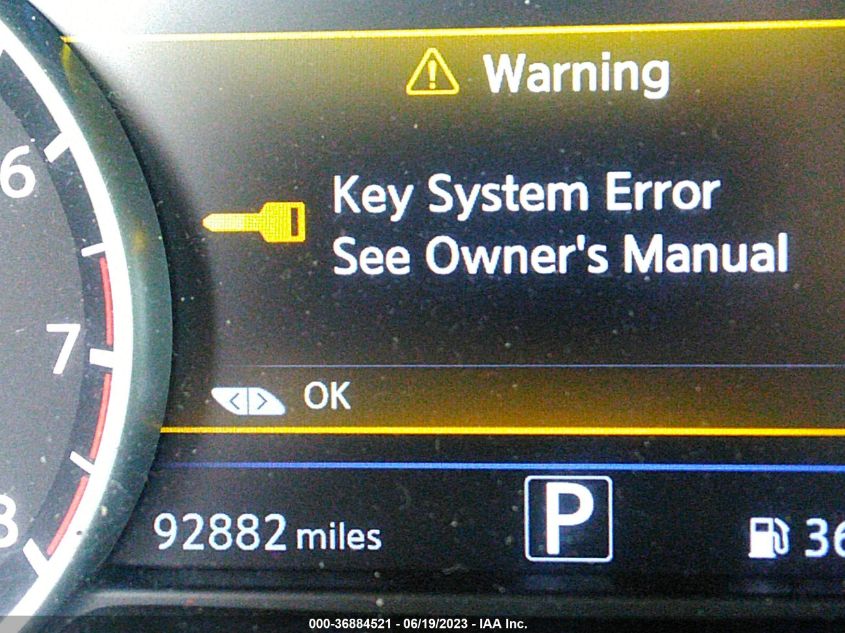 Warning
Key System Error
See Owner's Manual
OK
6
7
8
92882 miles
P
36
000-36884521 - 06/19/2023 - IAA Inc.